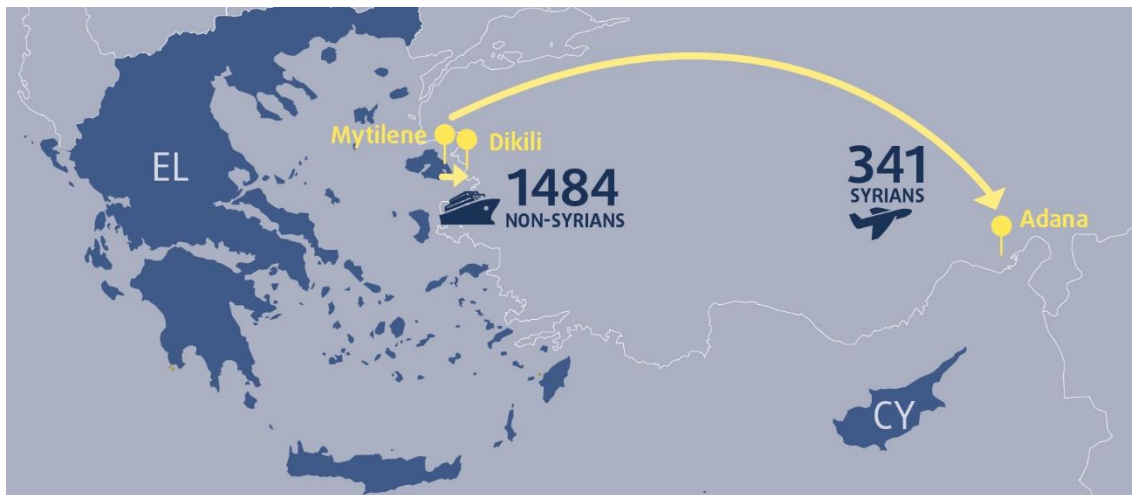 Mytilene
Dikili
EL
1484
NON-SYRIANS
341
SYRIANS
Adana
CY